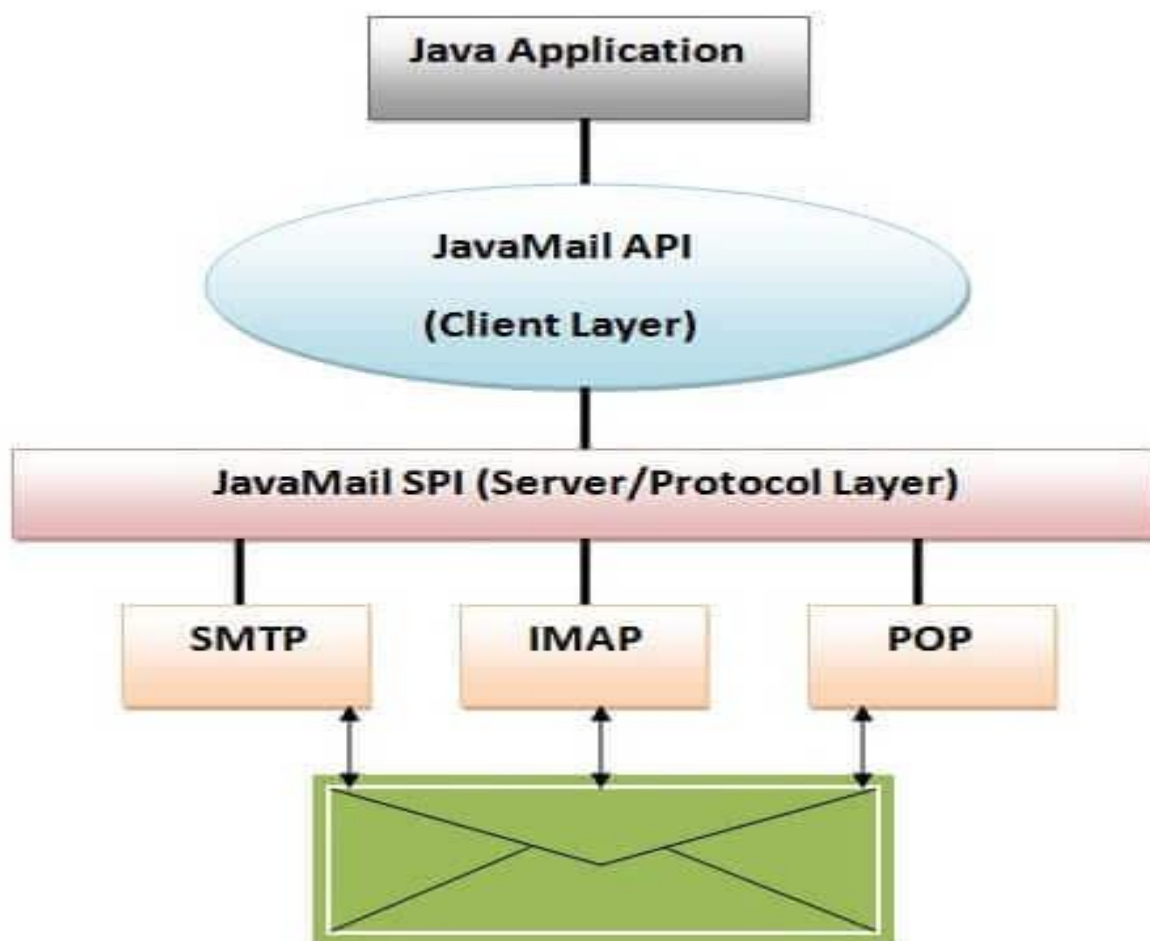 Java Application
JavaMail API
(Client Layer)
JavaMail SPI (Server/Protocol Layer)
SMTP
IMAP
POP